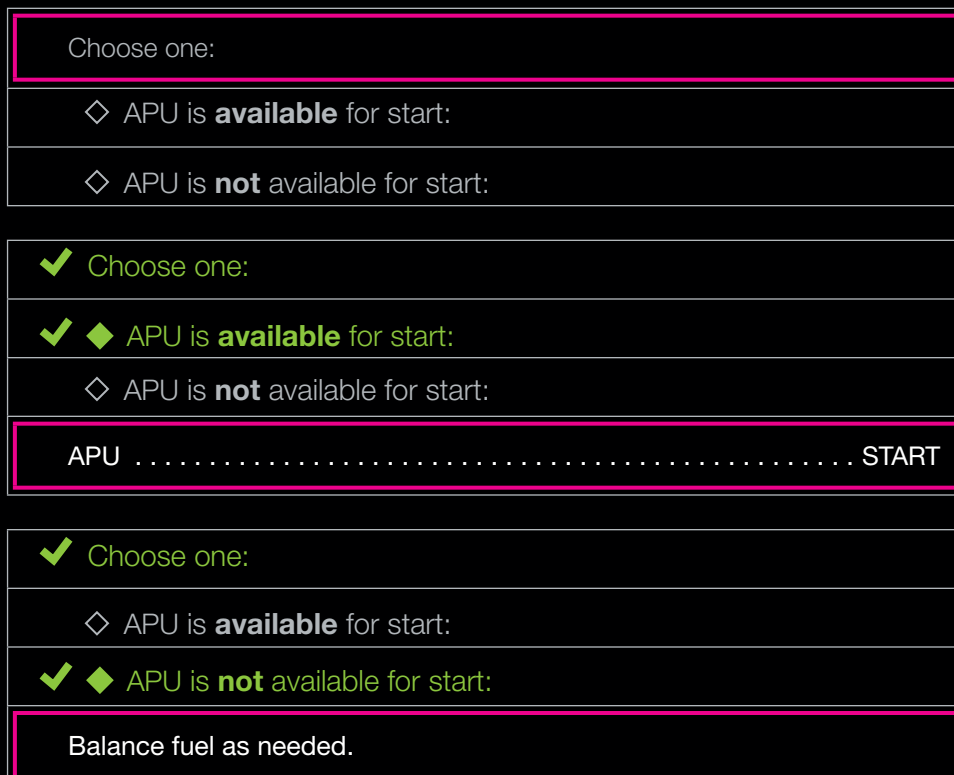 Choose one:
◇ APU is available for start:
◇ APU is not available for start:
✔ Choose one:
✔ ◆ APU is available for start:
◇ APU is not available for start:
APU . . . . . . . . . . . . . . . . . . . . . . . . . . . . . . . . . . . . . . . . . . . . . . . . . START
✔ Choose one:
◇ APU is available for start:
✔ ◆ APU is not available for start:
Balance fuel as needed.